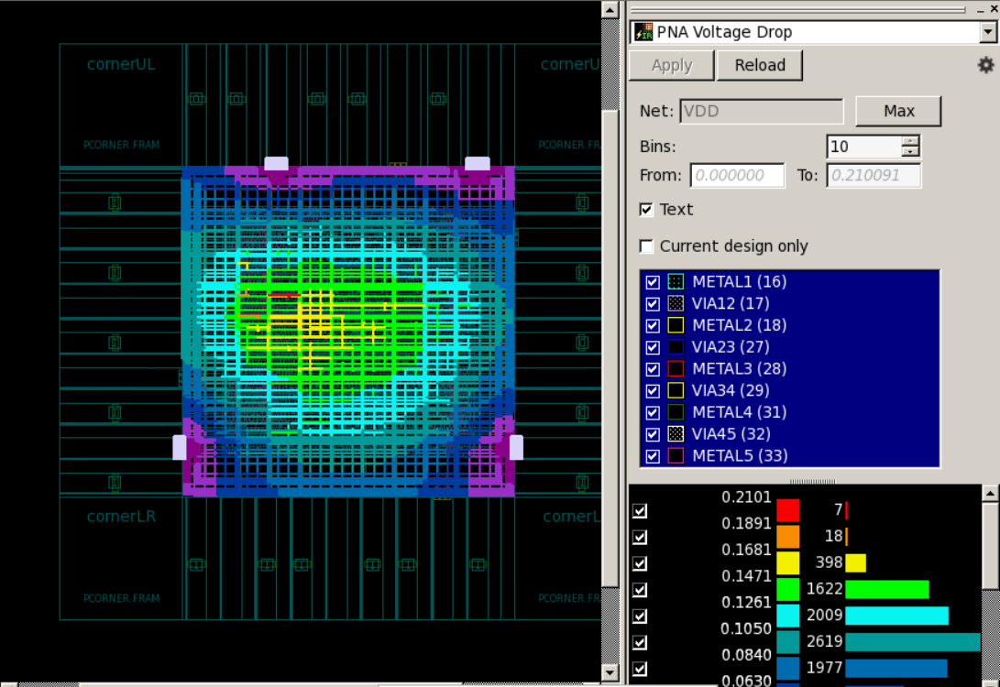 PNA Voltage Drop
Apply Reload
Net: VDD Max
Bins: 10
From: 0.000000 To: 0.210091
Text
Current design only
METAL1 (16)
VIA12 (17)
METAL2 (18)
VIA23 (27)
METAL3 (28)
VIA34 (29)
METAL4 (31)
VIA45 (32)
METAL5 (33)
0.2101
7
0.1891
18
0.1681
398
0.1471
1622
0.1261
2009
0.1050
2619
0.0840
1977
0.0630
cornerUL
cornerU
PCORNER.FRAM
PCORNER.FR
cornerLR
cornerL
PCORNER.FRAM
PCORNER.FR